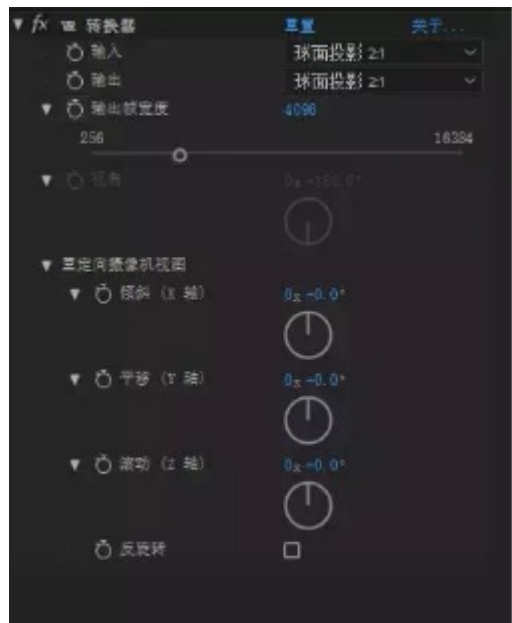 fx VR 转换器 重置 关于...
输入 球面投影 2:1
输出 球面投影 2:1
输出帧宽度 4096
256 16384
视角 0x -180.0°
重定向摄像机视图
倾斜 (X 轴) 0x -0.0°
平移 (Y 轴) 0x -0.0°
滚动 (Z 轴) 0x -0.0°
反旋转